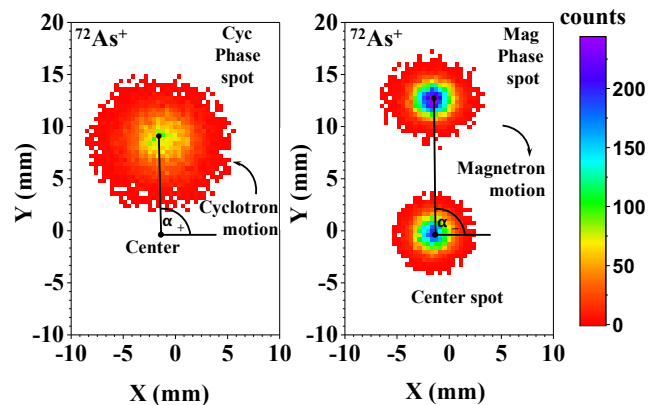 counts
⁷²As⁺
Cyc
Phase
spot
⁷²As⁺
Mag
Phase
spot
20
15
10
5
0
-5
-10
Y (mm)
20
15
10
5
0
-5
-10
Y (mm)
200
150
100
50
0
Cyclotron
motion
Center
α₊
Magnetron
motion
α₋
Center spot
-10 -5 0 5 10
-10 -5 0 5 10
X (mm)
X (mm)